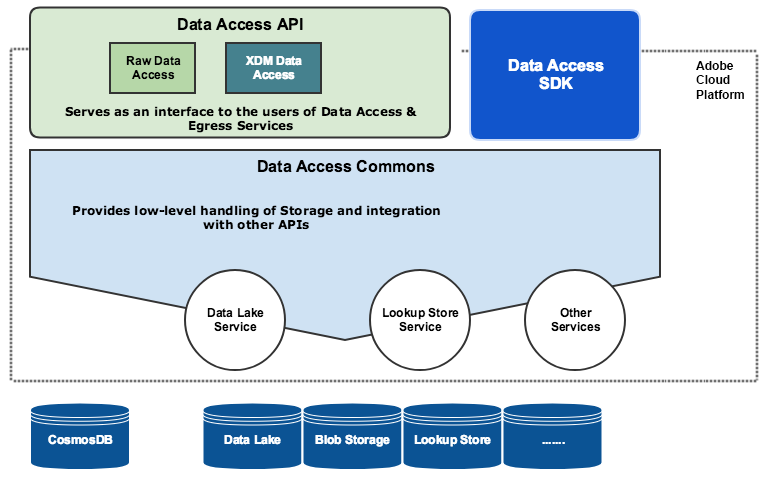 Data Access API
Raw Data
Access
XDM Data
Access
Serves as an interface to the users of Data Access &
Egress Services
Data Access
SDK
Adobe
Cloud
Platform
Data Access Commons
Provides low-level handling of Storage and integration
with other APIs
Data Lake
Service
Lookup Store
Service
Other
Services
CosmosDB
Data Lake
Blob Storage
Lookup Store
.......